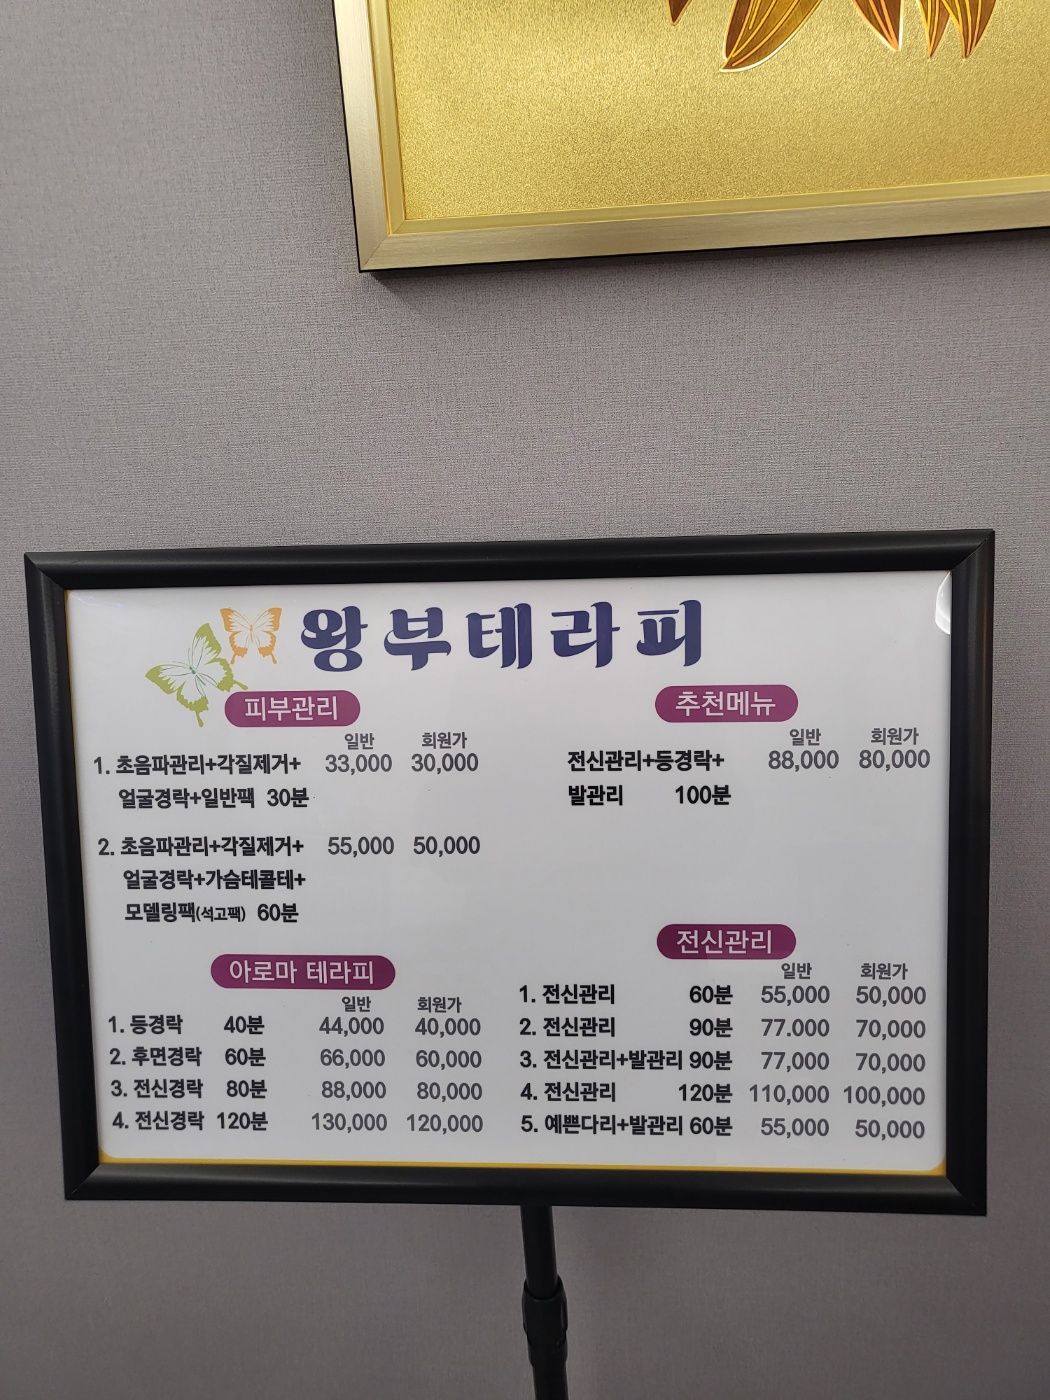 왕부테라피
피부관리
일반 회원가
1. 초음파관리+각질제거+ 33,000 30,000
얼굴경락+일반팩 30분
2. 초음파관리+각질제거+ 55,000 50,000
얼굴경락+가슴테콜테+
모델링팩(석고팩) 60분
추천메뉴
일반 회원가
전신관리+등경락+ 88,000 80,000
발관리 100분
아로마 테라피
일반 회원가
1. 등경락 40분 44,000 40,000
2. 후면경락 60분 66,000 60,000
3. 전신경락 80분 88,000 80,000
4. 전신경락 120분 130,000 120,000
전신관리
일반 회원가
1. 전신관리 60분 55,000 50,000
2. 전신관리 90분 77.000 70,000
3. 전신관리+발관리 90분 77,000 70,000
4. 전신관리 120분 110,000 100,000
5. 예쁜다리+발관리 60분 55,000 50,000